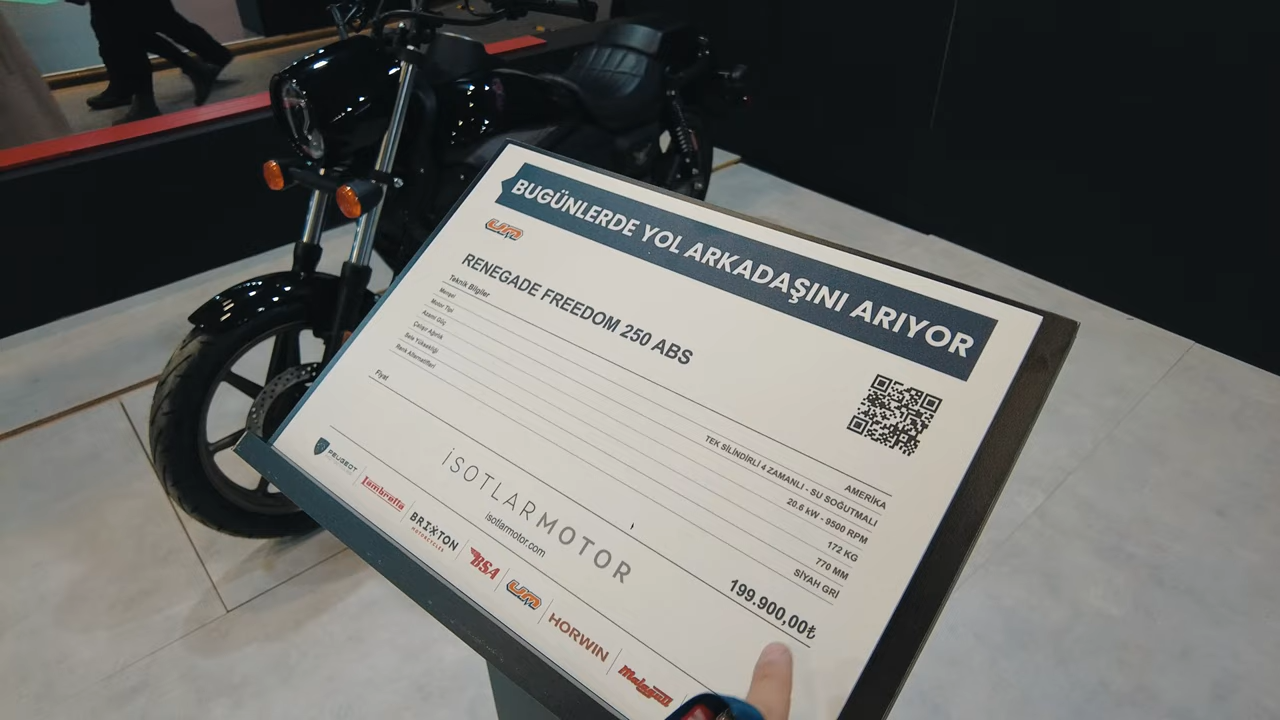 BUGÜNLERDE YOL ARKADAŞINI ARIYOR
um
RENEGADE FREEDOM 250 ABS
Teknik Bilgiler
Menşei AMERİKA
Motor Tipi TEK SİLİNDİRLİ 4 ZAMANLI - SU SOĞUTMALI
Azami Güç 20.6 kW - 9500 RPM
Çalışır Ağırlık 172 KG
Sele Yüksekliği 770 MM
Renk Alternatifleri SİYAH GRİ
Fiyat 199.900,00₺
iSOTLARMOTOR
isotlarmotor.com
PEUGEOT
Lambretta
BRIXTON
MOTORCYCLES
BSA
um
HORWIN
Malaguti